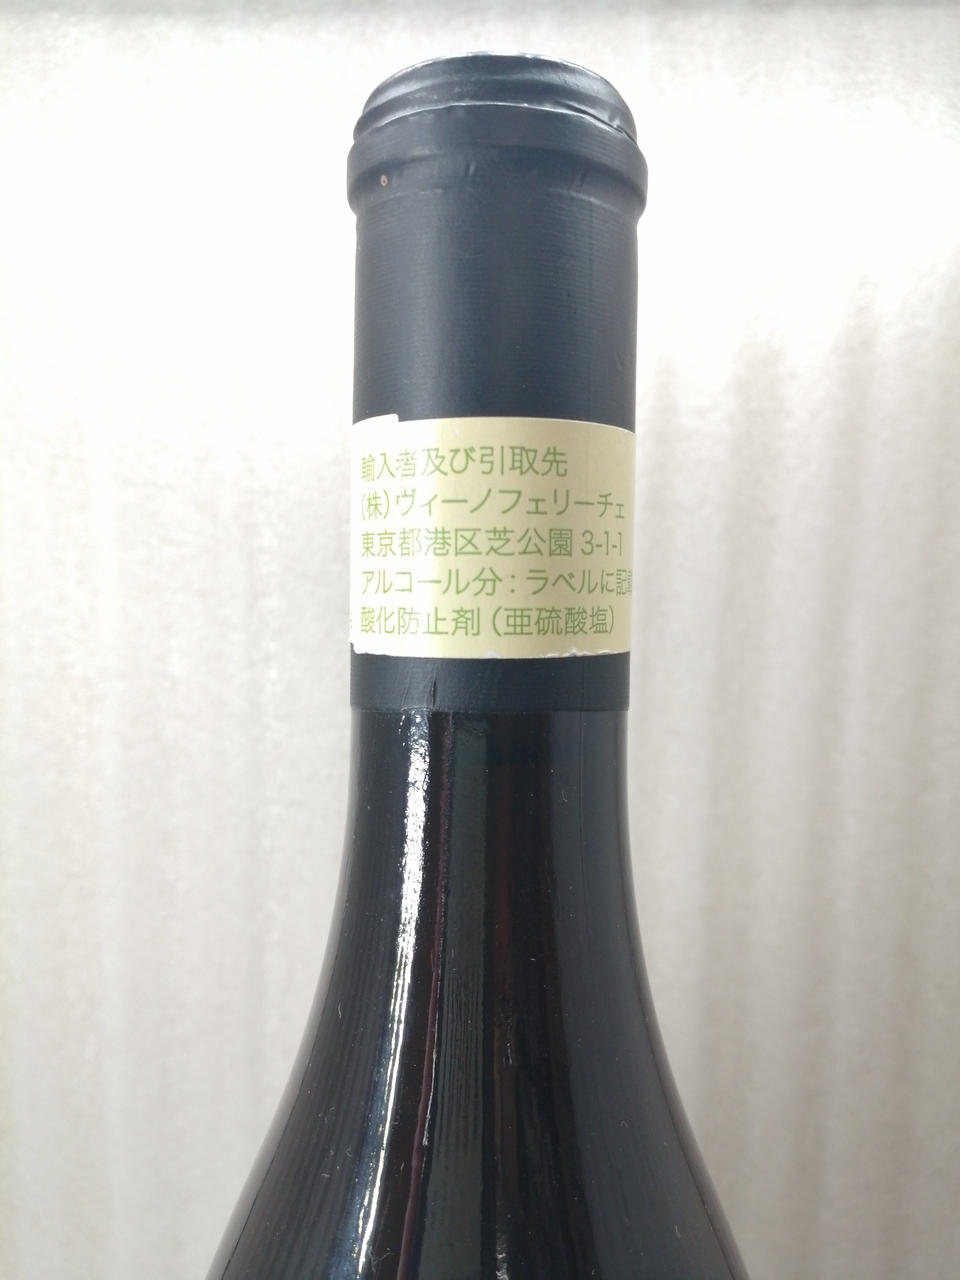 輸入者及び引取先
(株)ヴィーノフェリーチェ
東京都港区芝公園 3-1-1
アルコール分 : ラベルに記
酸化防止剤 (亜硫酸塩)